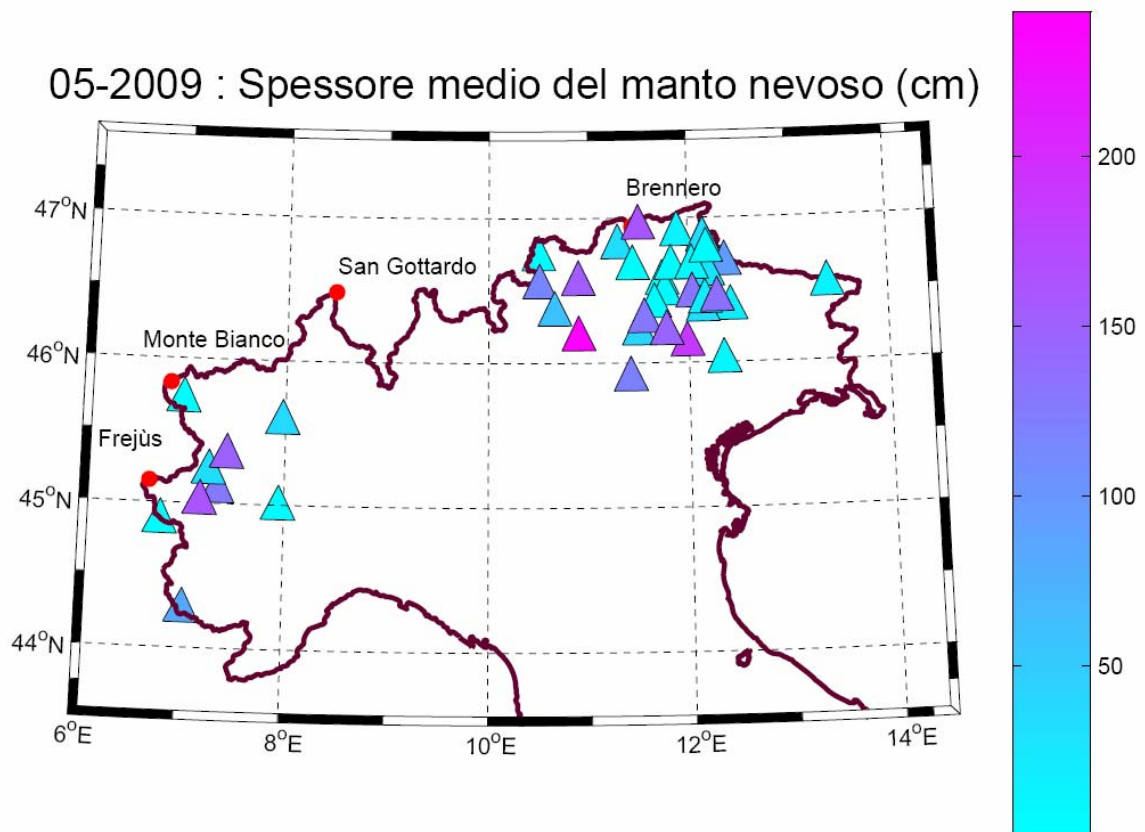 05-2009 : Spessore medio del manto nevoso (cm)
200
Brennero
47°N
San Gottardo
150
Monte Bianco
46°N
Frejùs
45°N
100
44°N
50
6°E
8°E
10°E
12°E
14°E